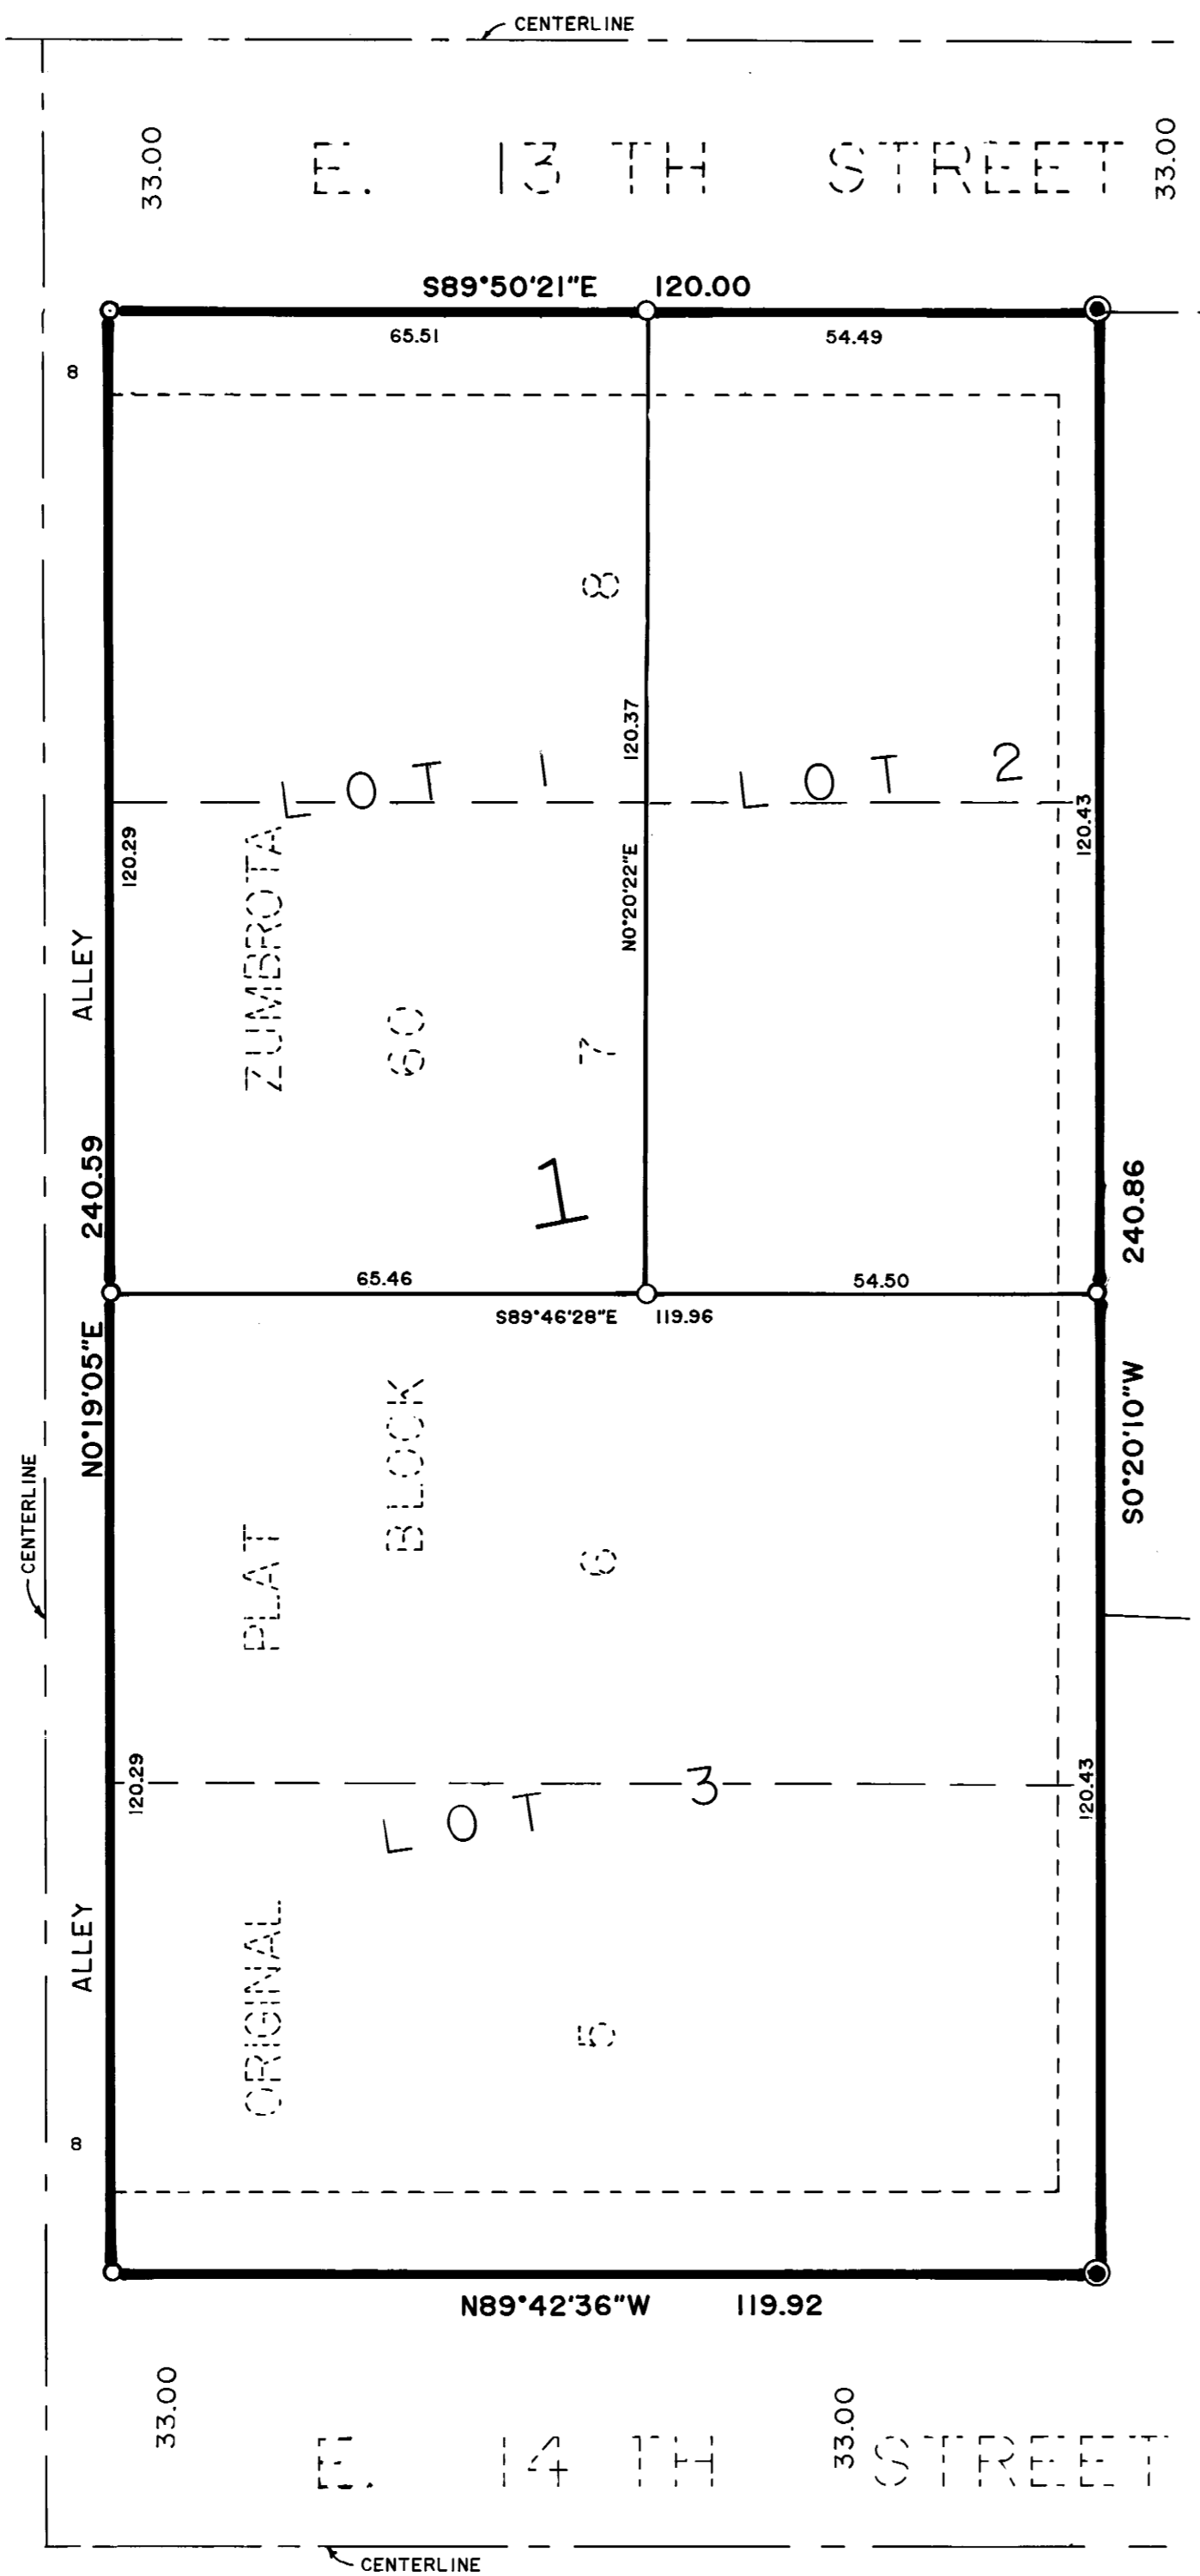 CENTERLINE
33.00
E. 13 TH STREET
33.00
S89°50'21"E 120.00
65.51
54.49
8
8
120.37
LOT 1
LOT 2
120.29
120.43
N0°20'22"E
ZUMBROTA
ALLEY
60
7
240.59
1
240.86
65.46
54.50
S89°46'28"E 119.96
N0°19'05"E
S0°20'10"W
BLOCK
CENTERLINE
PLAT
6
120.29
120.43
LOT 3
ALLEY
ORIGINAL
5
8
N89°42'36"W 119.92
33.00
33.00
E. 14 TH STREET
CENTERLINE